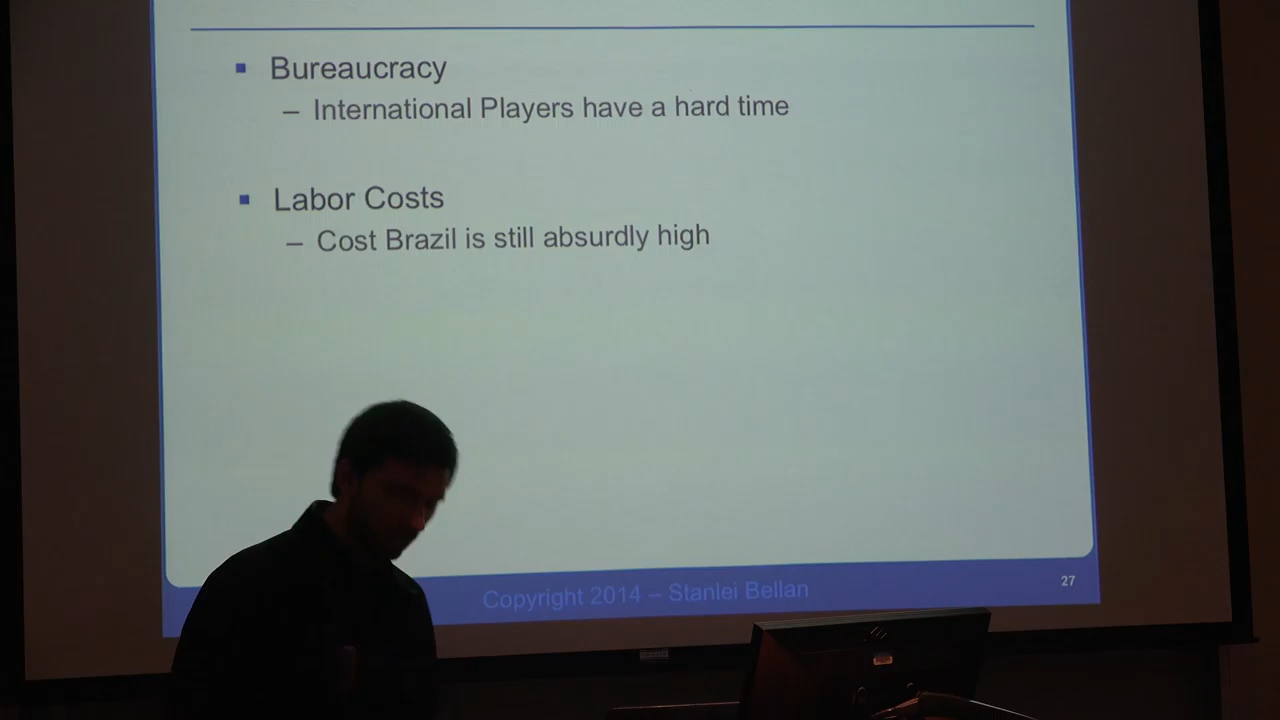 Bureaucracy
– International Players have a hard time
Labor Costs
– Cost Brazil is still absurdly high
Copyright 2014 – Stanlei Bellan
27